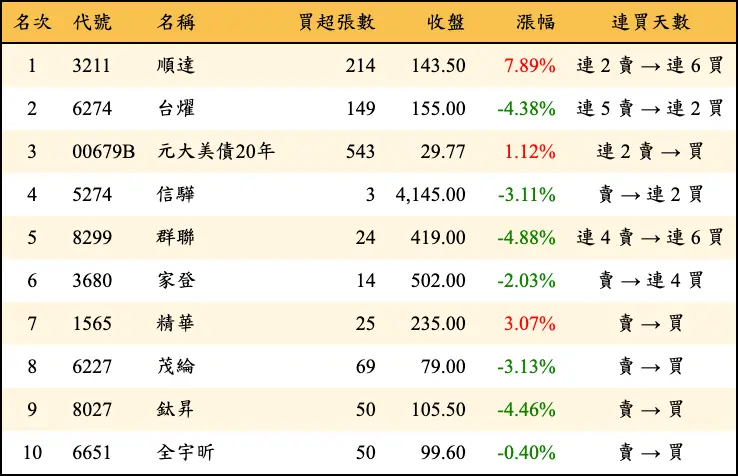 名次 代號 名稱 買超張數 收盤 漲幅 連買天數
1 3211 順達 214 143.50 7.89% 連 2 賣 → 連 6 買
2 6274 台燿 149 155.00 -4.38% 連 5 賣 → 連 2 買
3 00679B 元大美債20年 543 29.77 1.12% 連 2 賣 → 買
4 5274 信驊 3 4,145.00 -3.11% 賣 → 連 2 買
5 8299 群聯 24 419.00 -4.88% 連 4 賣 → 連 6 買
6 3680 家登 14 502.00 -2.03% 賣 → 連 4 買
7 1565 精華 25 235.00 3.07% 賣 → 買
8 6227 茂綸 69 79.00 -3.13% 賣 → 買
9 8027 鈦昇 50 105.50 -4.46% 賣 → 買
10 6651 全宇昕 50 99.60 -0.40% 賣 → 買